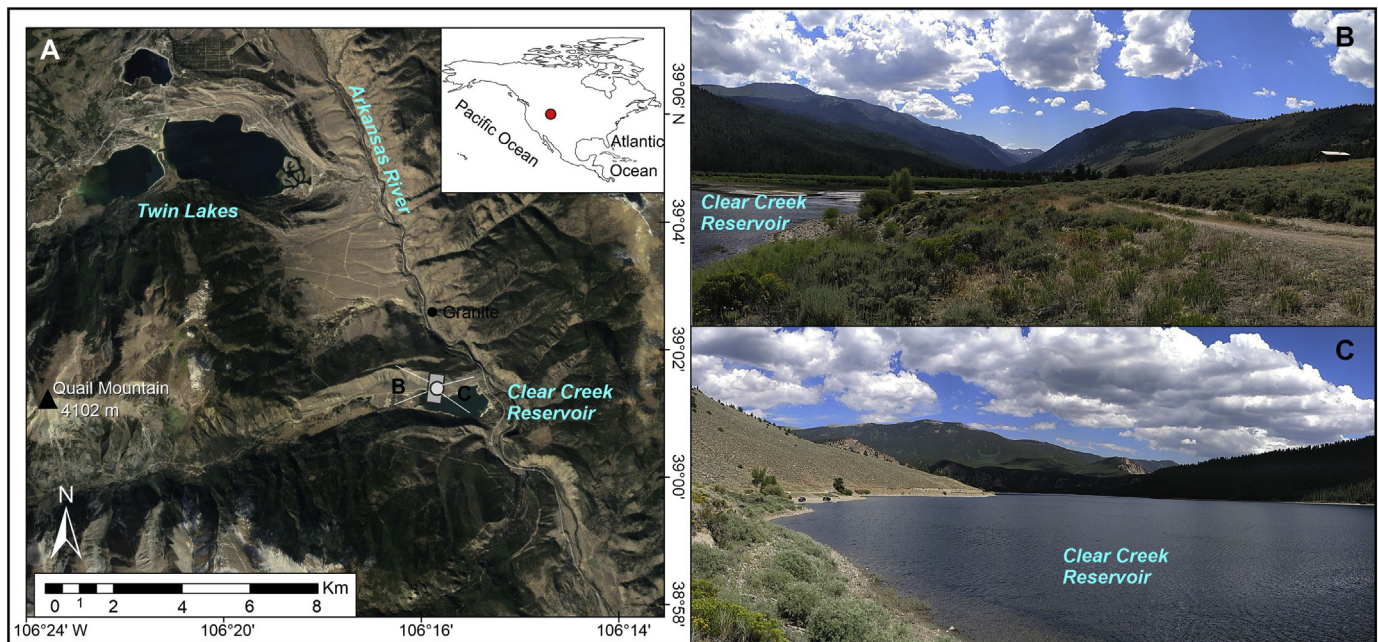 A
Arkansas River
Twin Lakes
Granite
Quail Mountain
4102 m
B
C
Clear Creek
Reservoir
N
Km
0
1
2
4
6
8
Pacific Ocean
Atlantic
Ocean
39°06'
N
39°04'
39°02'
39°00'
38°58'
106°24' W
106°20'
106°16'
106°14'
B
Clear Creek
Reservoir
C
Clear Creek
Reservoir